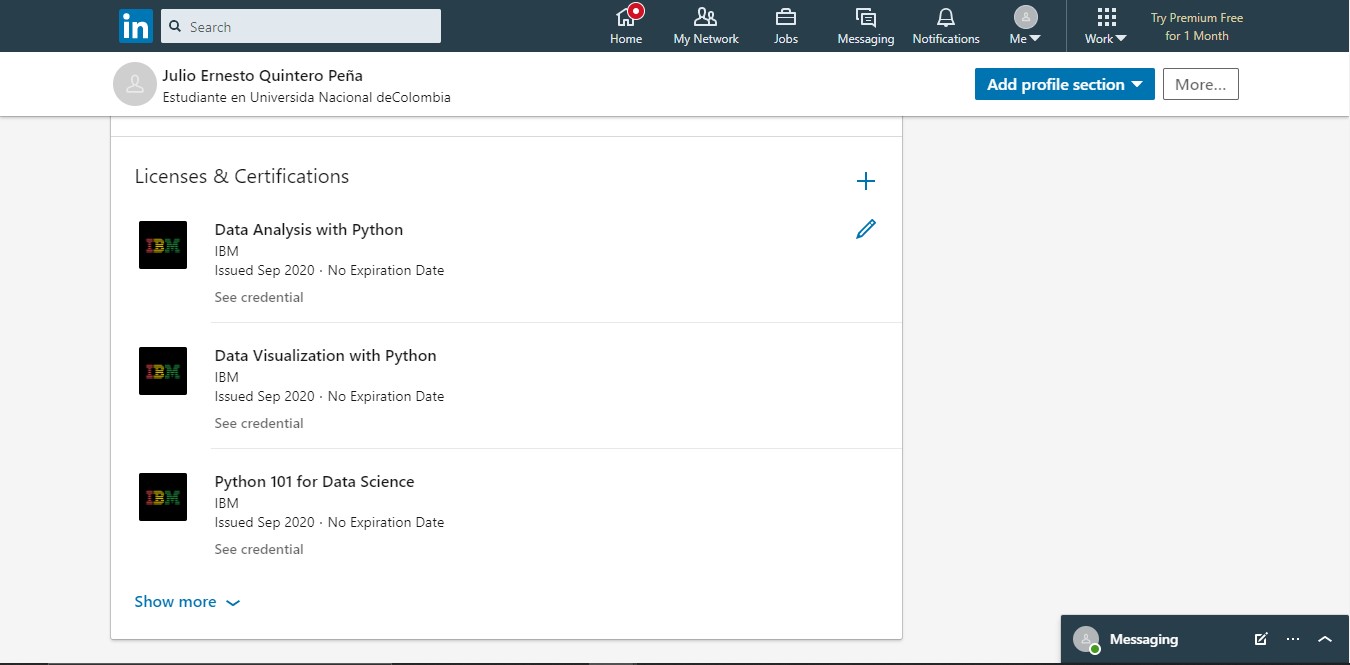 in
Search
Home
My Network
Jobs
Messaging
Notifications
Me
Work
Try Premium Free
for 1 Month
Julio Ernesto Quintero Peña
Estudiante en Universida Nacional deColombia
Add profile section
More...
Licenses & Certifications
IBM
Data Analysis with Python
IBM
Issued Sep 2020 · No Expiration Date
See credential
IBM
Data Visualization with Python
IBM
Issued Sep 2020 · No Expiration Date
See credential
IBM
Python 101 for Data Science
IBM
Issued Sep 2020 · No Expiration Date
See credential
Show more
Messaging